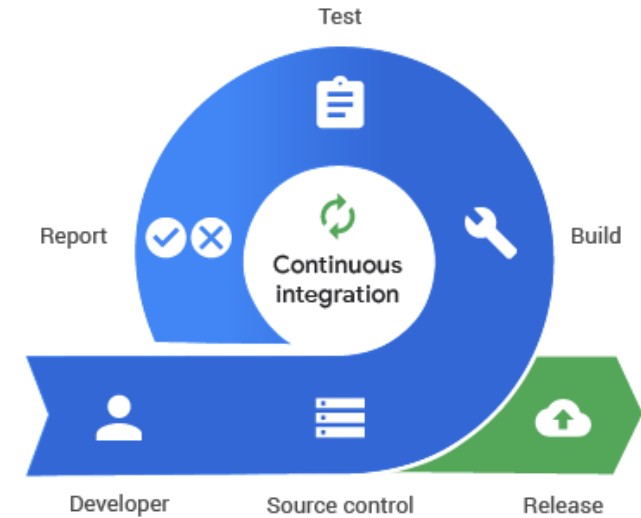 Test
Report
Continuous
integration
Build
Developer
Source control
Release